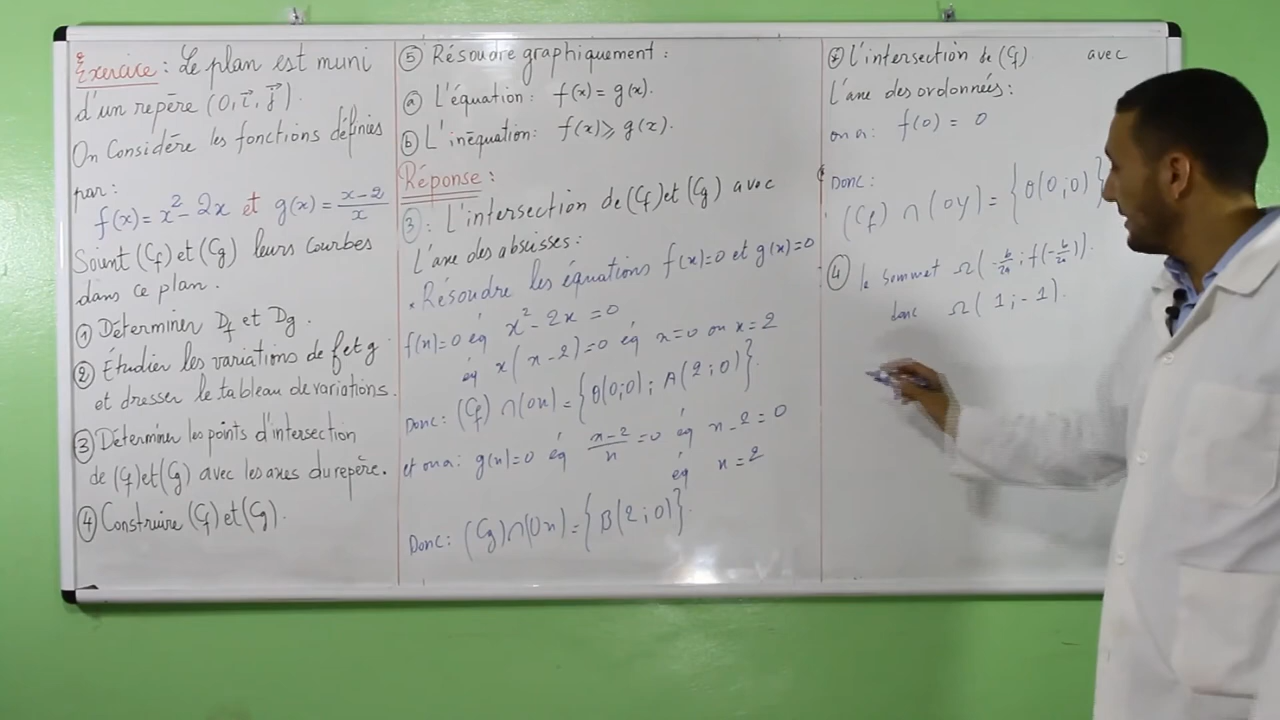 Exercice : Le plan est muni
d'un repère (O, i⃗, j⃗).
On Considère les fonctions définies
par :
f(x) = x² - 2x et g(x) = (x-2)/x
Soient (Cf) et (Cg) leurs courbes
dans ce plan.
① Déterminer Df et Dg.
② Étudier les variations de f et g
et dresser le tableau de variations.
③ Déterminer les points d'intersection
de (Cf) et (Cg) avec les axes du repère.
④ Construire (Cf) et (Cg).
⑤ Résoudre graphiquement :
ⓐ L'équation : f(x) = g(x).
ⓑ L'inéquation : f(x) ⩾ g(x).
Réponse :
③ : L'intersection de (Cf) et (Cg) avec
L'axe des abscisses :
* Résoudre les équations f(x)=0 et g(x)=0
f(x)=0 éq x² - 2x = 0
éq x(x-2)=0 éq x=0 ou x=2
Donc : (Cf) ∩ (Ox) = {O(0;0) ; A(2;0)}.
et on a : g(x)=0 éq (x-2)/x = 0 éq x-2=0
éq x=2
Donc : (Cg) ∩ (Ox) = {B(2;0)}.
* L'intersection de (Cf) avec
L'axe des ordonnées :
on a : f(0) = 0
Donc :
(Cf) ∩ (Oy) = {O(0;0)}
④ le sommet Ω(-b/2a ; f(-b/2a)).
donc Ω(1 ; -1).